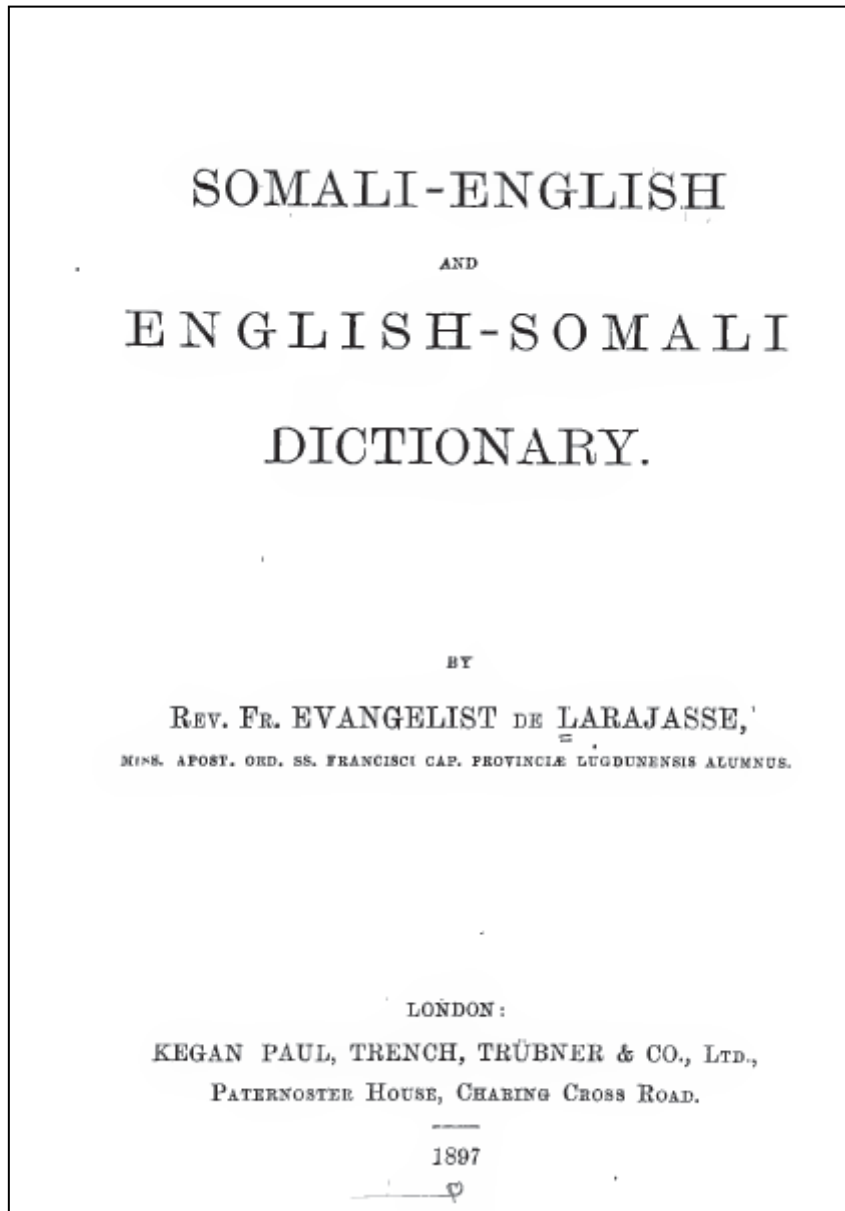 SOMALI-ENGLISH
AND
ENGLISH-SOMALI
DICTIONARY.
BY
REV. FR. EVANGELIST DE LARAJASSE,
MISS. APOST. ORD. SS. FRANCISCI CAP. PROVINCIÆ LUGDUNENSIS ALUMNUS.
LONDON:
KEGAN PAUL, TRENCH, TRÜBNER & CO., LTD.,
PATERNOSTER HOUSE, CHARING CROSS ROAD.
1897